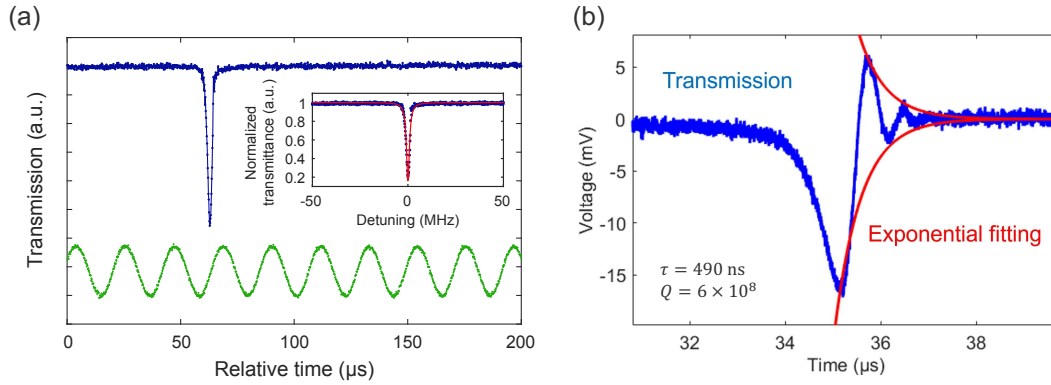 (a)
Transmission (a.u.)
0
50
100
150
200
Relative time (µs)
Normalized
transmittance (a.u.)
1
0.8
0.6
0.4
0.2
-50
0
50
Detuning (MHz)
(b)
Voltage (mV)
5
0
-5
-10
-15
32
34
36
38
Time (µs)
Transmission
Exponential fitting
τ = 490 ns
Q = 6 × 10⁸